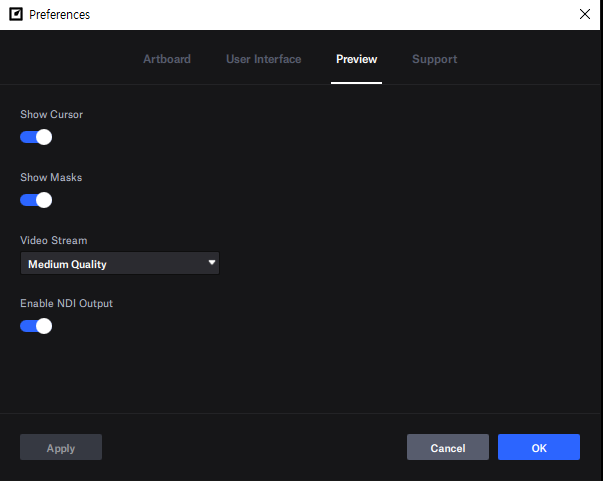 Preferences
Artboard
User Interface
Preview
Support
Show Cursor
Show Masks
Video Stream
Medium Quality
Enable NDI Output
Apply
Cancel
OK